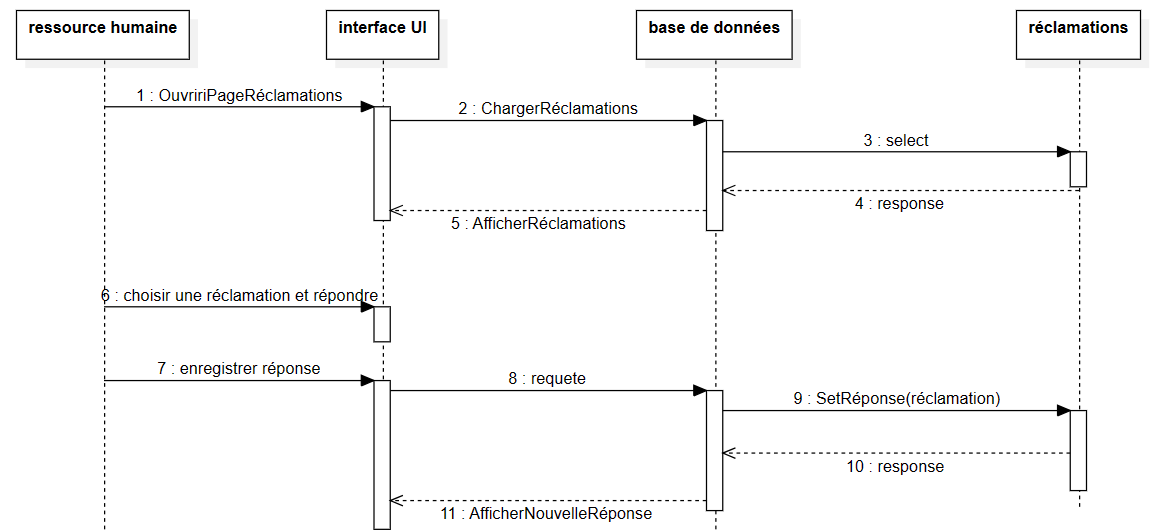 ressource humaine
interface UI
base de données
réclamations
1 : OuvririPageRéclamations
2 : ChargerRéclamations
3 : select
4 : response
5 : AfficherRéclamations
6 : choisir une réclamation et répondre
7 : enregistrer réponse
8 : requete
9 : SetRéponse(réclamation)
10 : response
11 : AfficherNouvelleRéponse